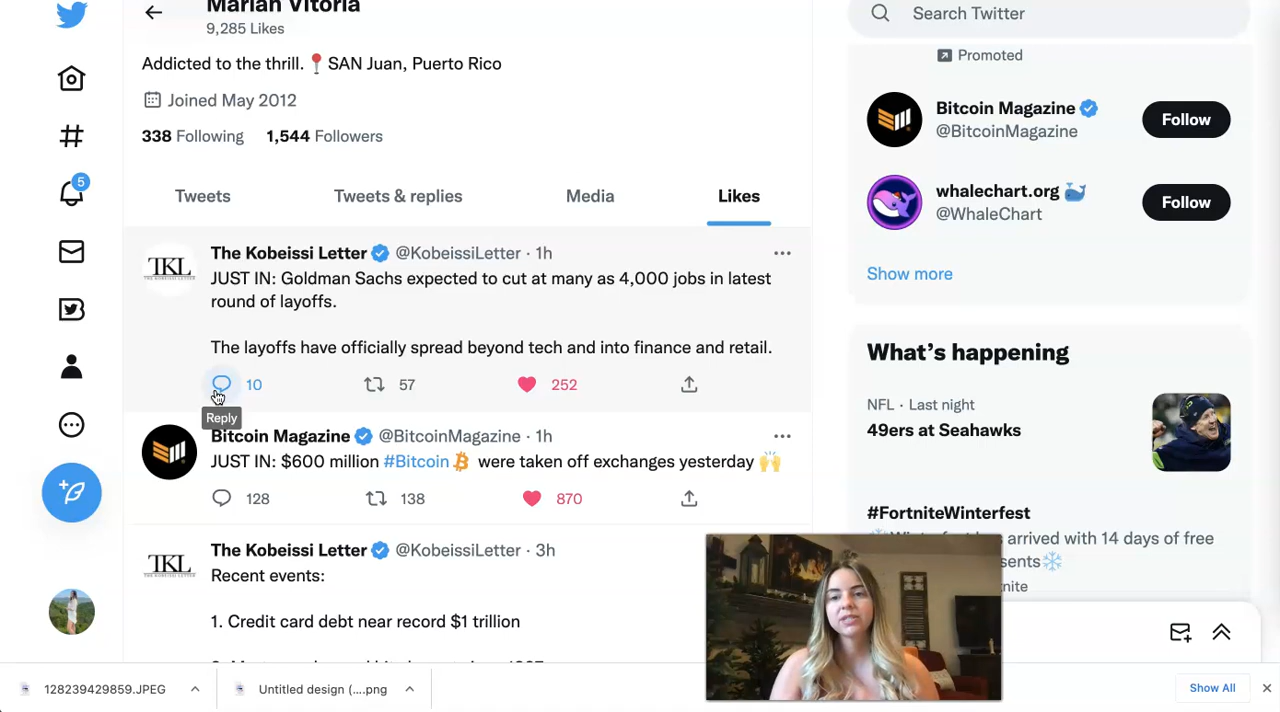 Marian Vitoria
9,285 Likes
Addicted to the thrill. 📍 SAN Juan, Puerto Rico
Joined May 2012
338 Following 1,544 Followers
Tweets Tweets & replies Media Likes
TKL
The Kobeissi Letter @KobeissiLetter · 1h
JUST IN: Goldman Sachs expected to cut at many as 4,000 jobs in latest
round of layoffs.
The layoffs have officially spread beyond tech and into finance and retail.
10 57 252
Reply
Bitcoin Magazine @BitcoinMagazine · 1h
JUST IN: $600 million #Bitcoin were taken off exchanges yesterday 🙌
128 138 870
TKL
The Kobeissi Letter @KobeissiLetter · 3h
Recent events:
1. Credit card debt near record $1 trillion
5
Search Twitter
Promoted
Bitcoin Magazine
@BitcoinMagazine
Follow
whalechart.org 🐳
@WhaleChart
Follow
Show more
What's happening
NFL · Last night
49ers at Seahawks
#FortniteWinterfest
arrived with 14 days of free
128239429859.JPEG
Untitled design (....png
Show All